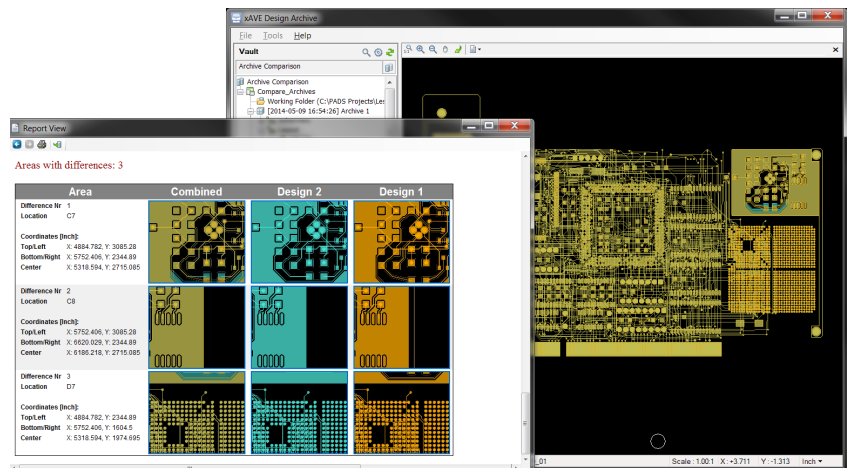 xAVE Design Archive
File Tools Help
Vault
Archive Comparison
Archive Comparison
Compare_Archives
Working Folder (C:\PADS Projects\Les
[2014-05-09 16:54:26] Archive 1
Report View
Areas with differences: 3
Area Combined Design 2 Design 1
Difference Nr 1
Location C7
Coordinates [Inch]:
Top/Left X: 4884.782, Y: 3085.28
Bottom/Right X: 5752.406, Y: 2344.89
Center X: 5318.594, Y: 2715.085
Difference Nr 2
Location C8
Coordinates [Inch]:
Top/Left X: 5752.406, Y: 3085.28
Bottom/Right X: 6620.029, Y: 2344.89
Center X: 6186.218, Y: 2715.085
Difference Nr 3
Location D7
Coordinates [Inch]:
Top/Left X: 4884.782, Y: 2344.89
Bottom/Right X: 5752.406, Y: 1604.5
Center X: 5318.594, Y: 1974.695
_01 Scale : 1.00:1 X : +3.711 Y : -1.313 Inch